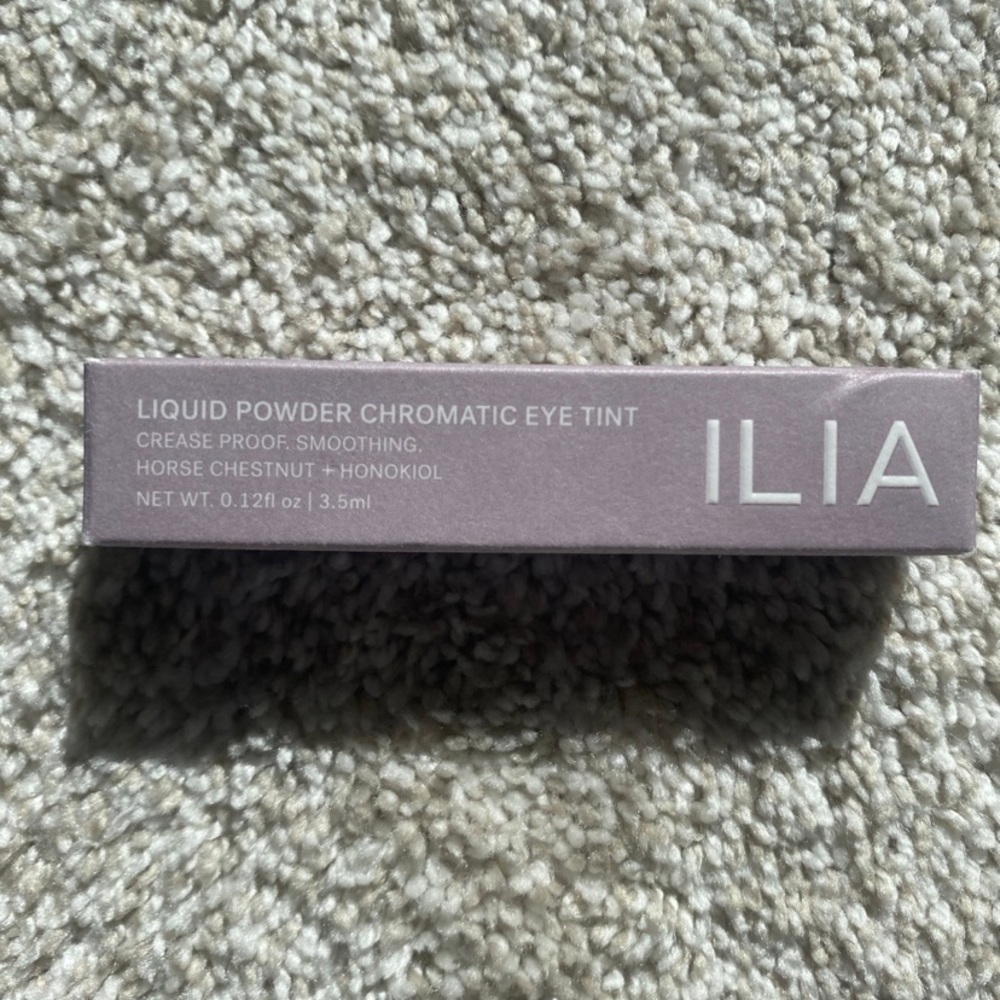 LIQUID POWDER CHROMATIC EYE TINT
CREASE PROOF. SMOOTHING.
HORSE CHESTNUT + HONOKIOL
NET WT. 0.12fl oz | 3.5ml
ILIA